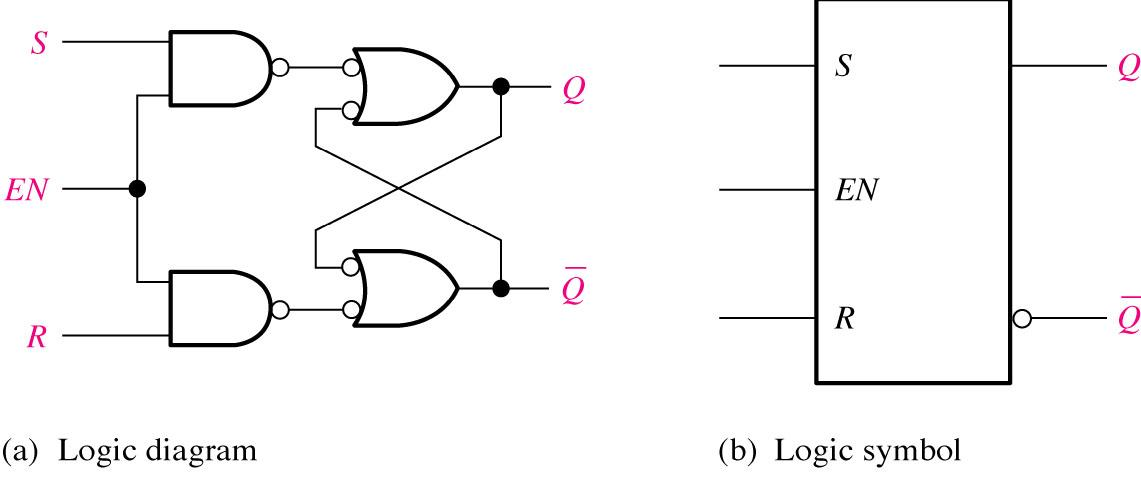 S
EN
R
Q
Q̅
(a) Logic diagram
S
EN
R
Q
Q̅
(b) Logic symbol